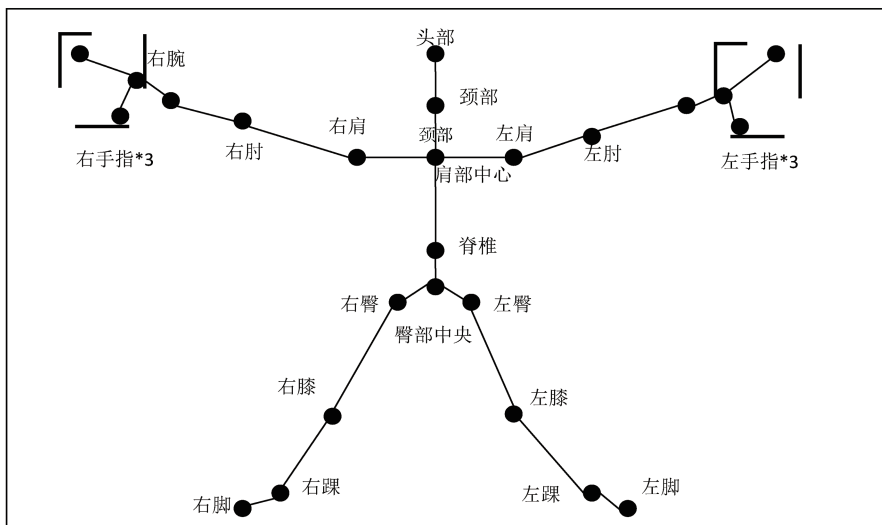 头部
右腕
颈部
右肩
颈部
左肩
右肘
左肘
右手指*3
肩部中心
左手指*3
脊椎
右臀
左臀
臀部中央
右膝
左膝
右踝
左踝
左脚
右脚